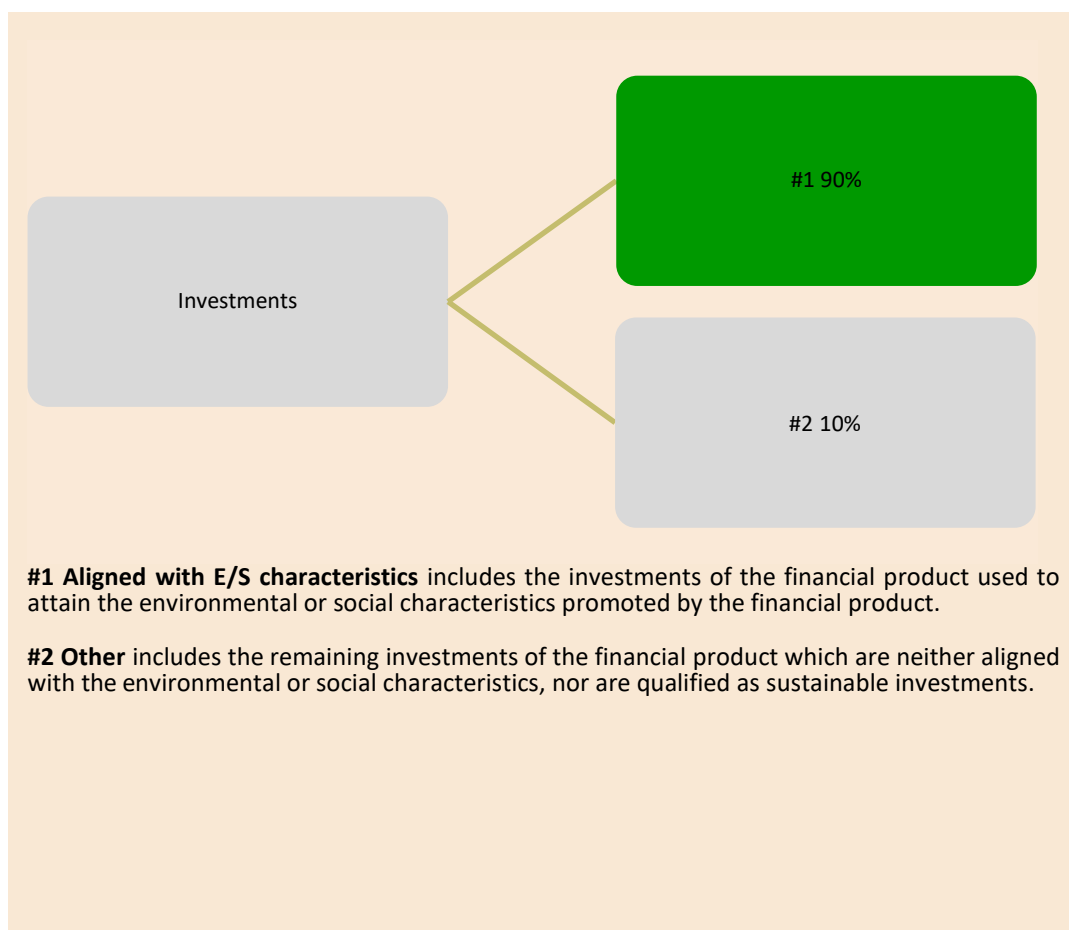 #1 90%
Investments
#2 10%
#1 Aligned with E/S characteristics includes the investments of the financial product used to
attain the environmental or social characteristics promoted by the financial product.
#2 Other includes the remaining investments of the financial product which are neither aligned
with the environmental or social characteristics, nor are qualified as sustainable investments.